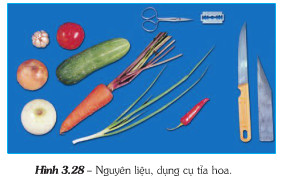 Hình 3.28 – Nguyên liệu, dụng cụ tỉa hoa.